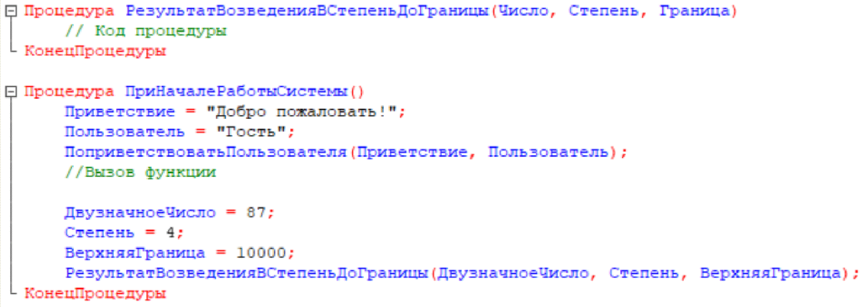 Процедура РезультатВозведенияВСтепеньДоГраницы(Число, Степень, Граница)
// Код процедуры
КонецПроцедуры
Процедура ПриНачалеРаботыСистемы()
Приветствие = "Добро пожаловать!";
Пользователь = "Гость";
ПоприветствоватьПользователя(Приветствие, Пользователь);
//Вызов функции
ДвузначноеЧисло = 87;
Степень = 4;
ВерхняяГраница = 10000;
РезультатВозведенияВСтепеньДоГраницы(ДвузначноеЧисло, Степень, ВерхняяГраница);
КонецПроцедуры